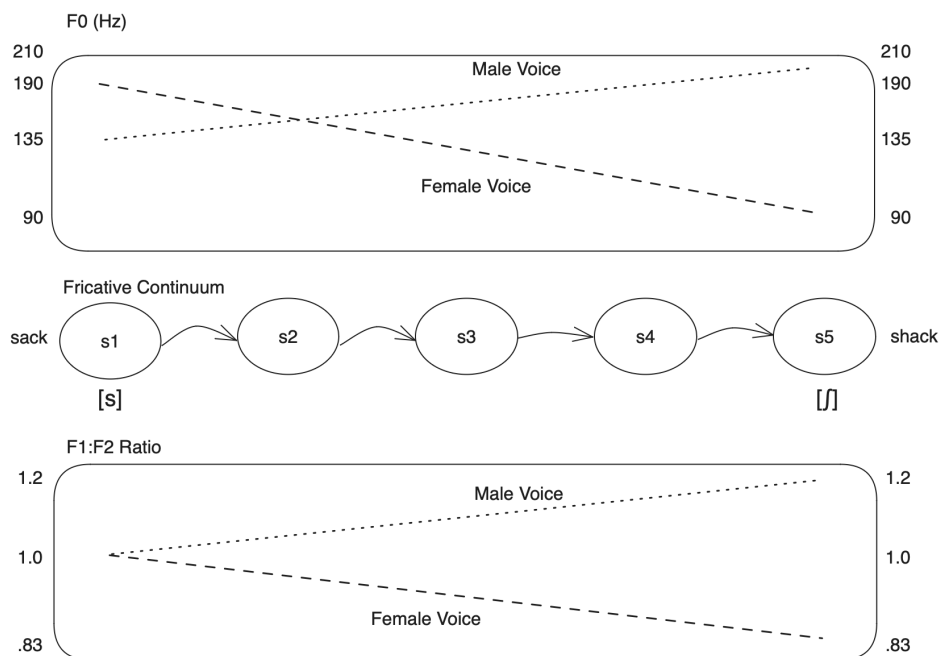 F0 (Hz)
210 210
190 Male Voice 190
135 135
Female Voice
90 90
Fricative Continuum
sack s1 s2 s3 s4 s5 shack
[s] [ʃ]
F1:F2 Ratio
1.2 1.2
Male Voice
1.0 1.0
Female Voice
.83 .83